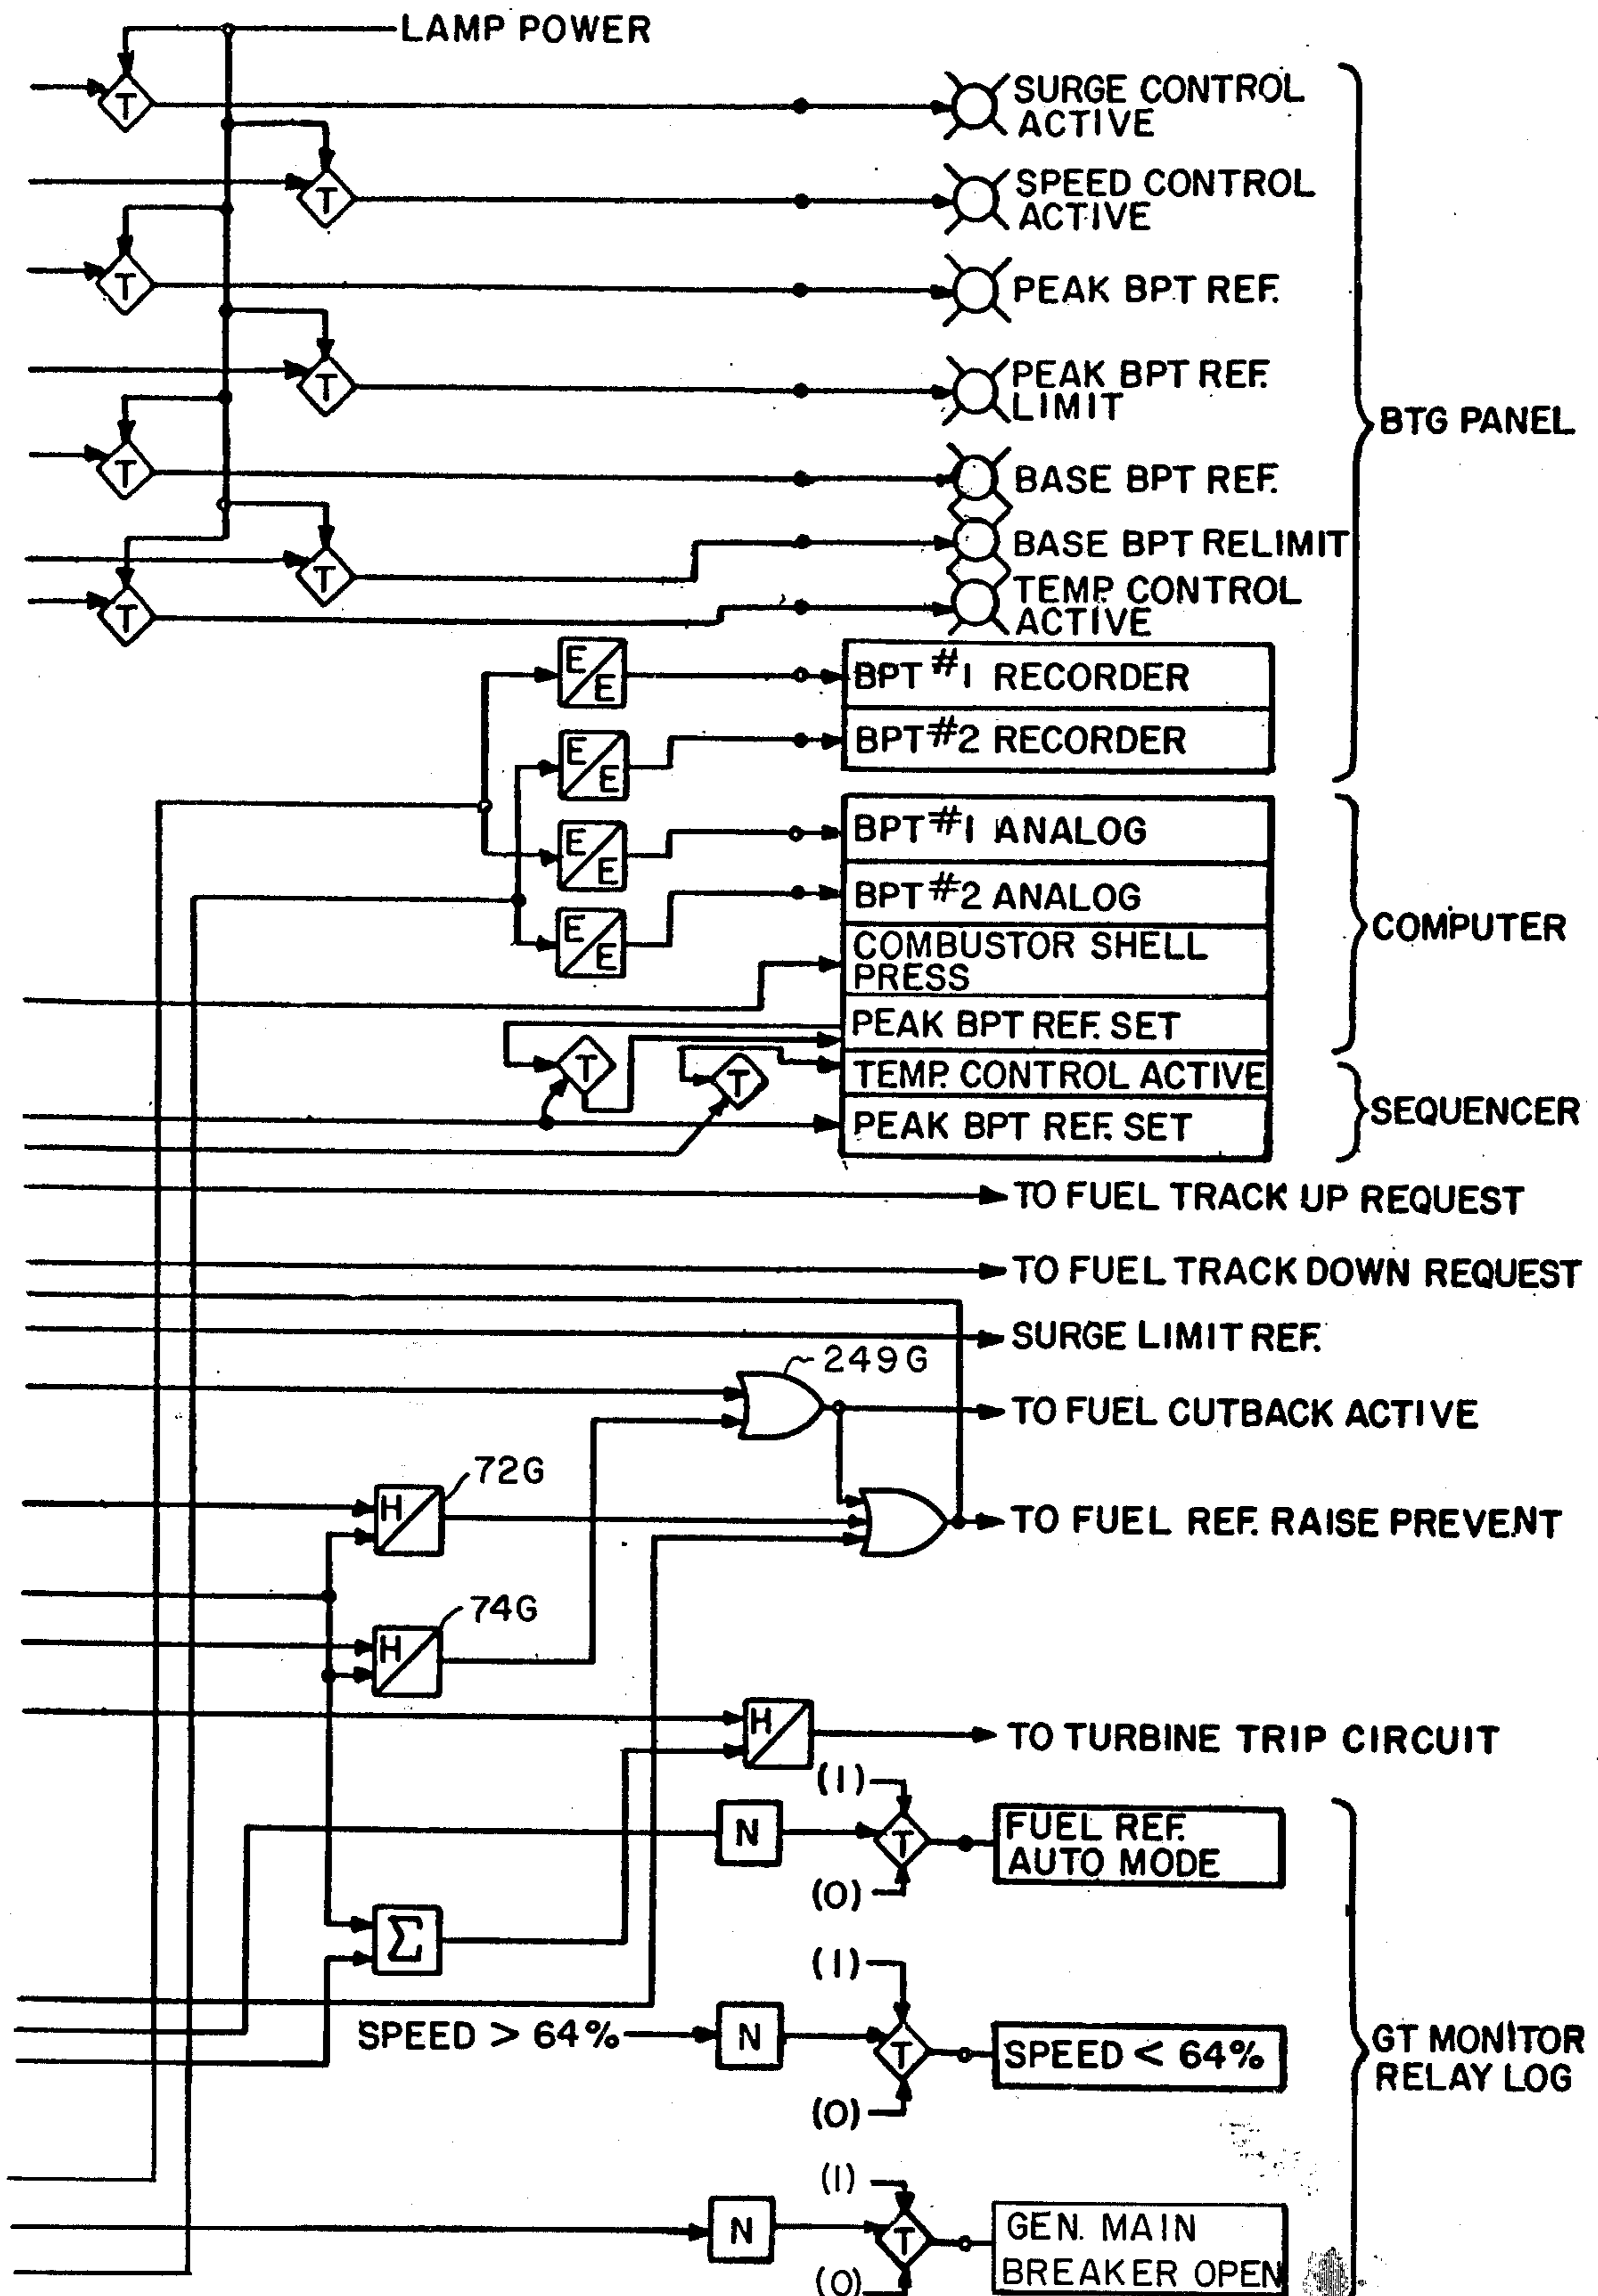 LAMP POWER
T
SURGE CONTROL
ACTIVE
T
SPEED CONTROL
ACTIVE
T
PEAK BPT REF.
T
PEAK BPT REF.
LIMIT
BTG PANEL
T
BASE BPT REF.
T
BASE BPT RELIMIT
T
TEMP. CONTROL
ACTIVE
E
E
BPT #1 RECORDER
E
E
BPT #2 RECORDER
E
E
BPT #1 ANALOG
E
E
BPT #2 ANALOG
COMBUSTOR SHELL
PRESS
COMPUTER
PEAK BPT REF. SET
T
T
TEMP. CONTROL ACTIVE
PEAK BPT REF. SET
SEQUENCER
TO FUEL TRACK UP REQUEST
TO FUEL TRACK DOWN REQUEST
SURGE LIMIT REF.
249G
TO FUEL CUTBACK ACTIVE
72G
H
TO FUEL REF. RAISE PREVENT
74G
H
H
TO TURBINE TRIP CIRCUIT
(1)
N
T
FUEL REF.
AUTO MODE
(0)
Σ
(1)
SPEED > 64%
N
T
SPEED < 64%
(0)
GT MONITOR
RELAY LOG
(1)
N
T
GEN. MAIN
BREAKER OPEN
(0)